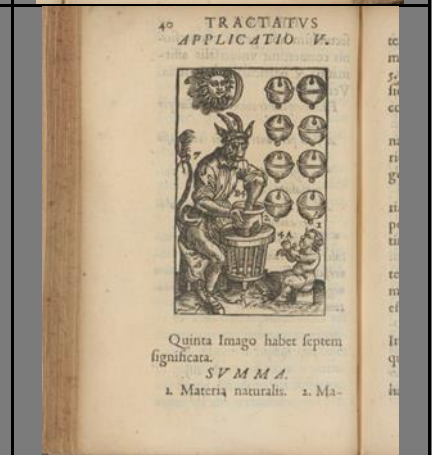 40 TRACTATVS
APPLICATIO V.
Quinta Imago habet ſeptem
ſignificata.
SVMMA.
1. Materia naturalis. 2. Ma-